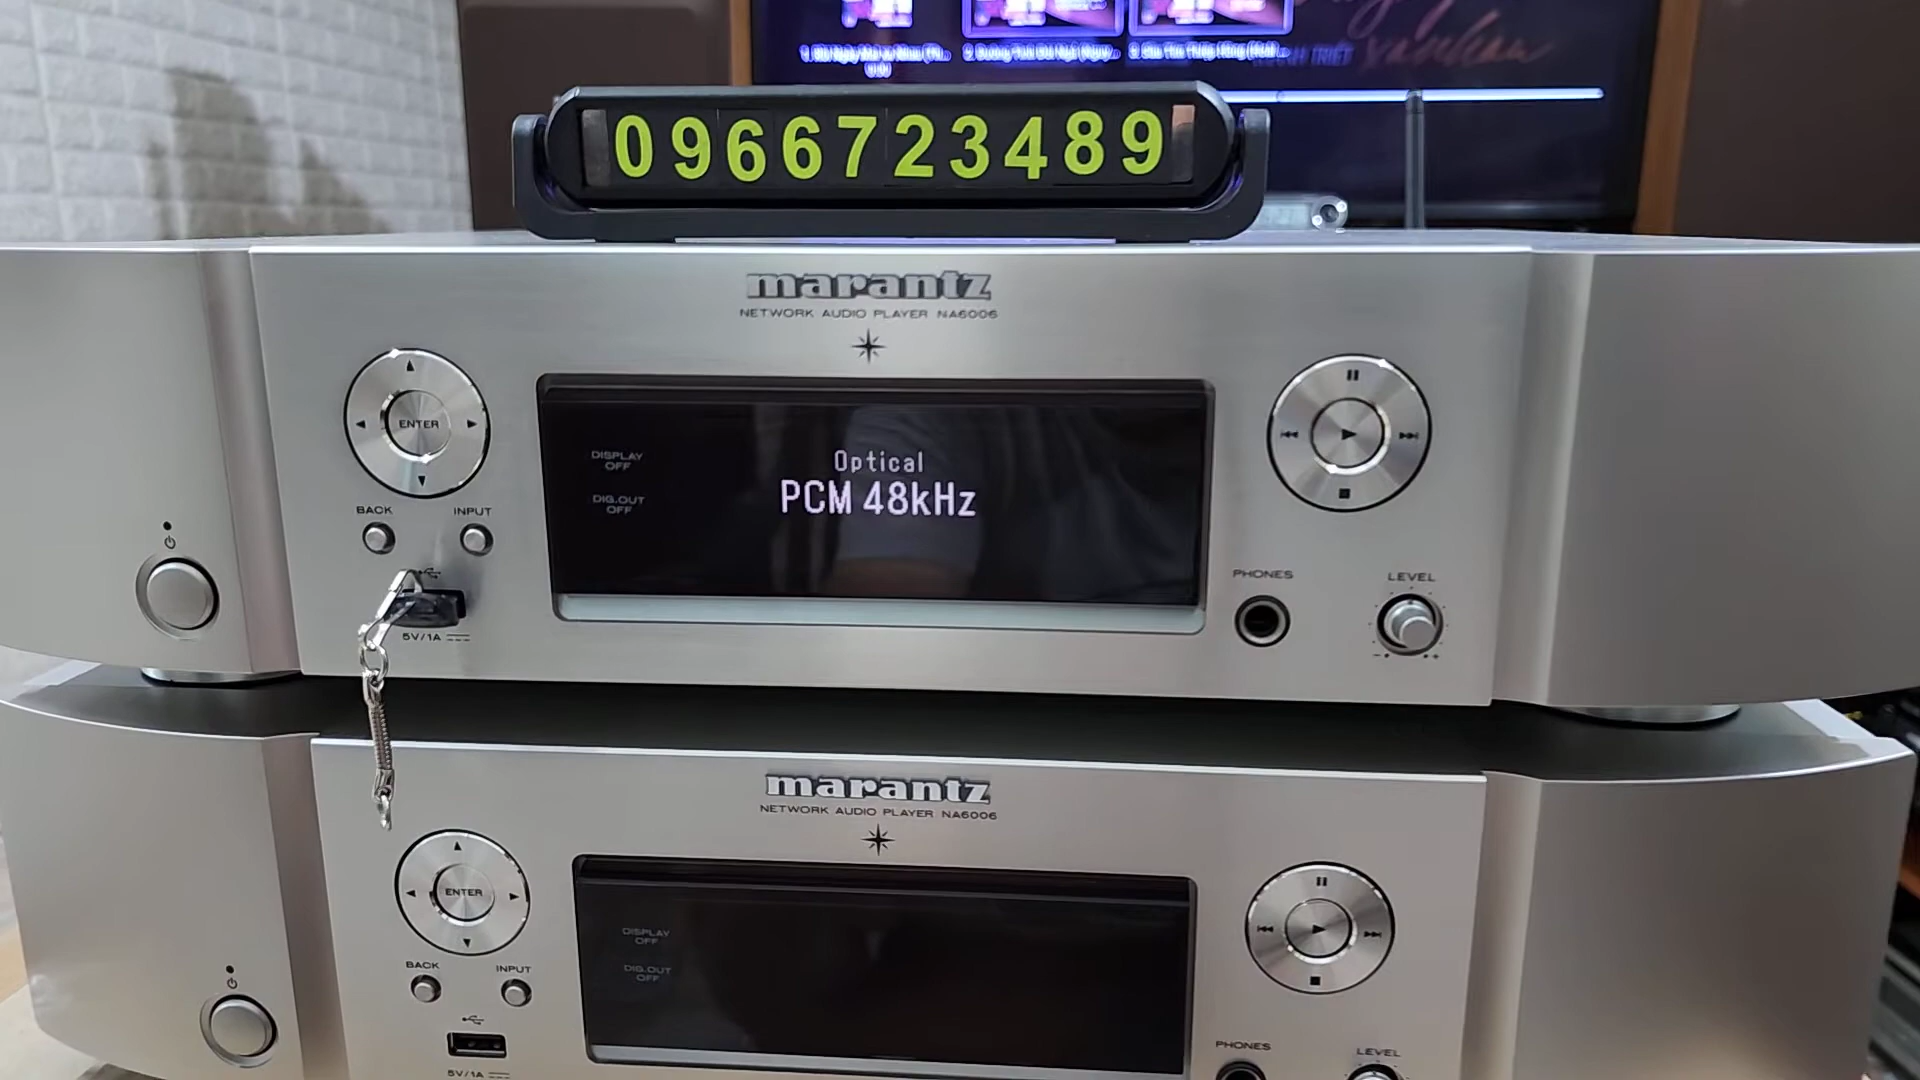 0966723489
marantz
NETWORK AUDIO PLAYER NA6006
ENTER
BACK
INPUT
5V/1A
DISPLAY
OFF
DIG.OUT
OFF
Optical
PCM 48kHz
PHONES
LEVEL
marantz
NETWORK AUDIO PLAYER NA6006
ENTER
BACK
INPUT
5V/1A
DISPLAY
OFF
DIG.OUT
OFF
PHONES
LEVEL